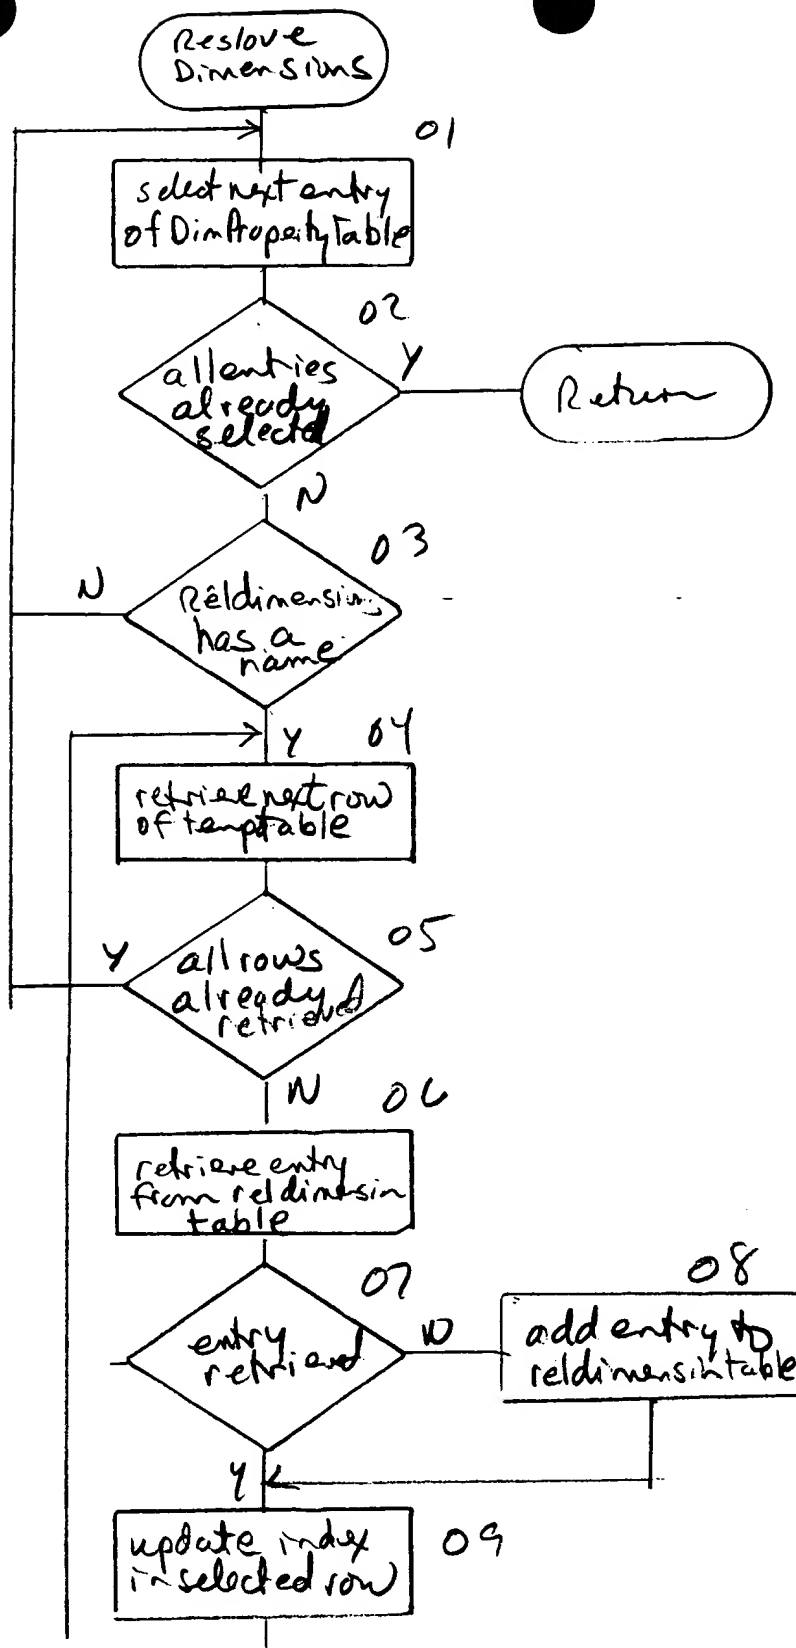 Reslove
Dimensions
01
select next entry
of DimPropertyTable
02
all entries
already
selected
Y
Return
N
03
Reldimension
has a
name
N
Y
04
retrieve next row
of temptable
05
all rows
already
retrieved
Y
N
06
retrieve entry
from reldimensin
table
07
entry
retrieved
N
08
add entry to
reldimensintable
Y
09
update index
in selected row